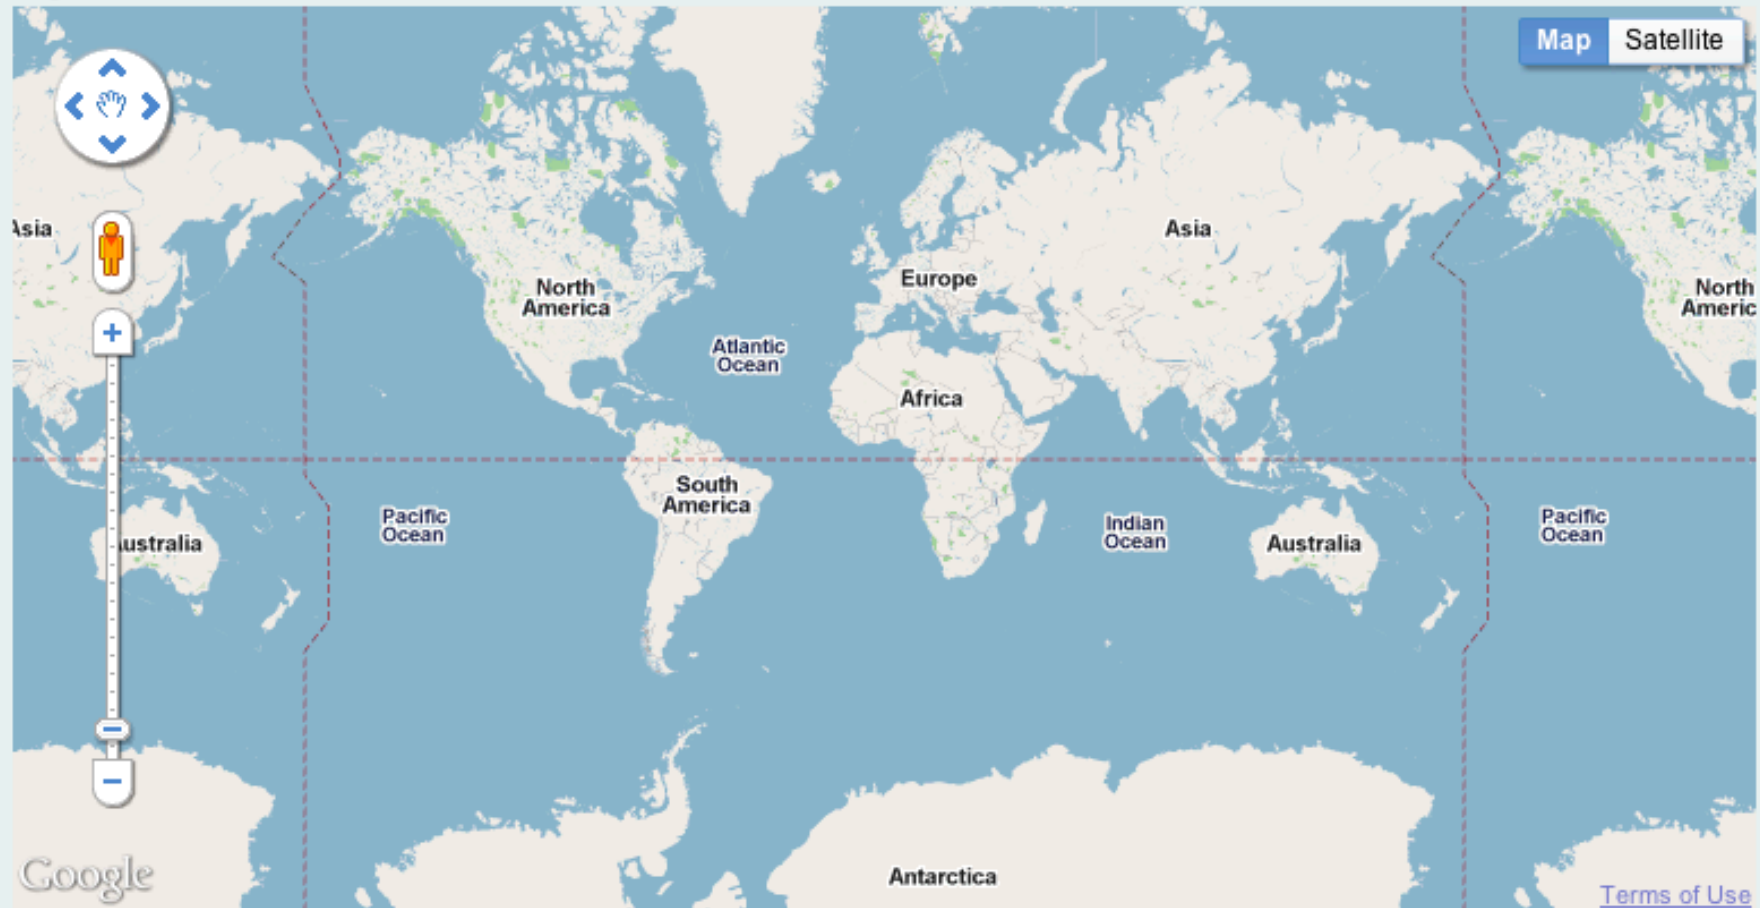 Map
Satellite
Asia
Asia
Europe
North
America
North
Americ
Atlantic
Ocean
Africa
South
America
Pacific
Ocean
Indian
Ocean
Pacific
Ocean
ustralia
Australia
Antarctica
Google
Terms of Use